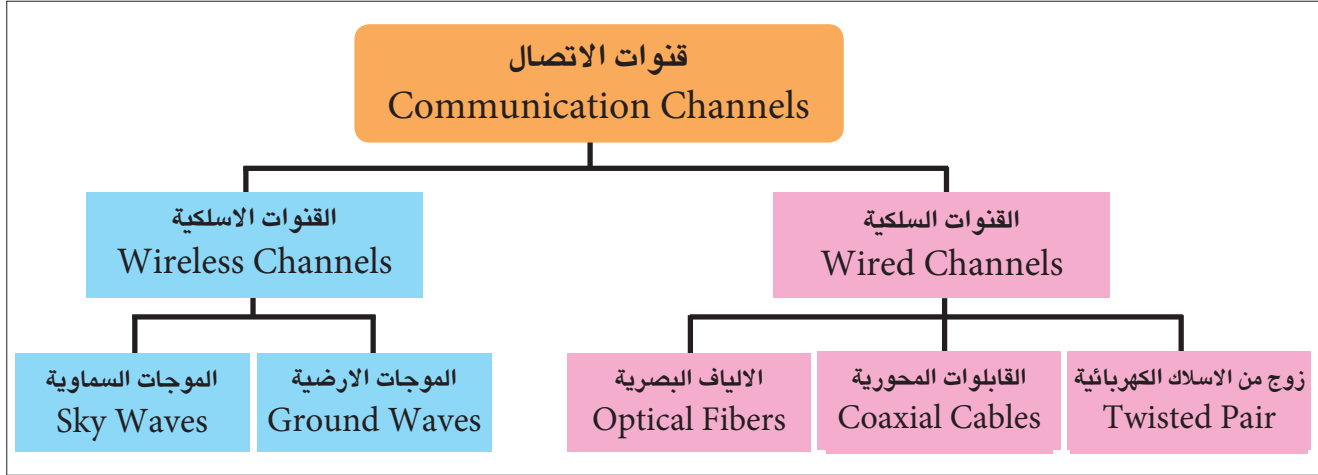 قنوات الاتصال
Communication Channels
القنوات السلكية
Wired Channels
القنوات الاسلكية
Wireless Channels
زوج من الاسلاك الكهربائية
Twisted Pair
القابلوات المحورية
Coaxial Cables
الالياف البصرية
Optical Fibers
الموجات الارضية
Ground Waves
الموجات السماوية
Sky Waves